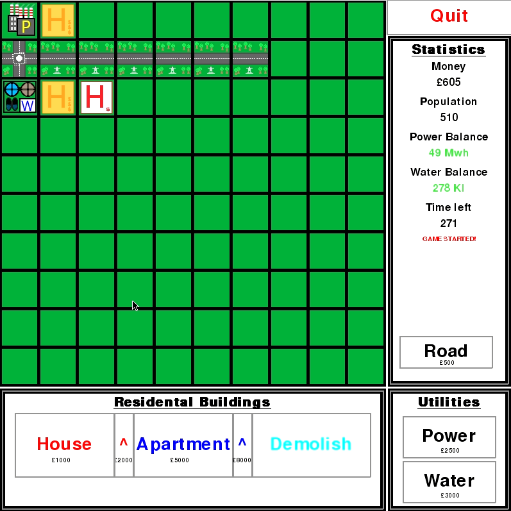 P
H
Quit
Statistics
Money
£605
Population
510
Power Balance
49 Mwh
Water Balance
278 Kl
Time left
271
GAME STARTED!
W
H
H
Road
£500
Residential Buildings
House
£1000
^
£2000
Apartment
£5000
^
£8000
Demolish
Utilities
Power
£2500
Water
£3000